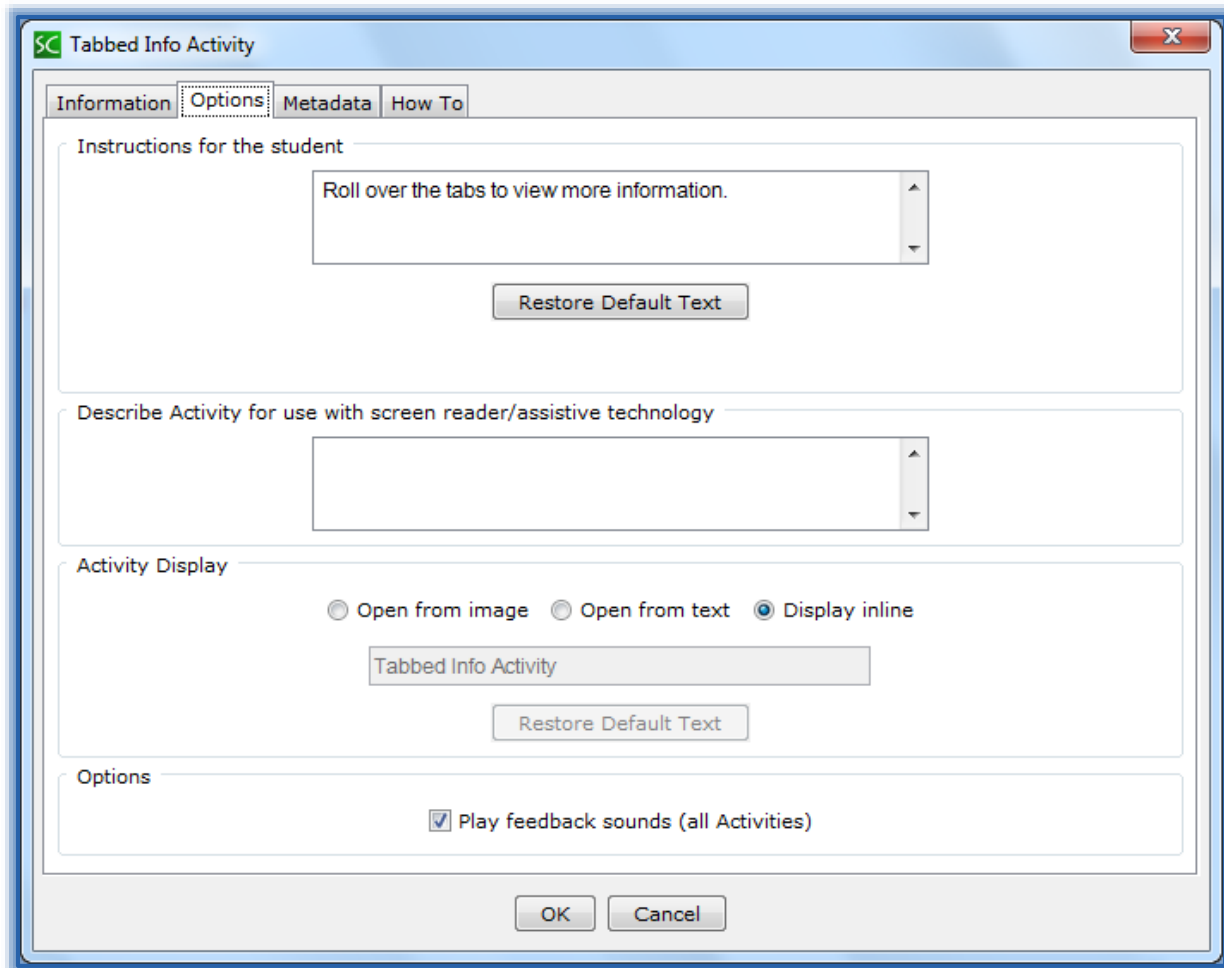 SC Tabbed Info Activity
Information Options Metadata How To
Instructions for the student
Roll over the tabs to view more information.
Restore Default Text
Describe Activity for use with screen reader/assistive technology
Activity Display
Open from image Open from text Display inline
Tabbed Info Activity
Restore Default Text
Options
Play feedback sounds (all Activities)
OK Cancel